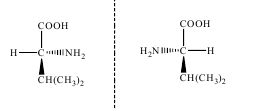 COOH
H C NH₂
CH(CH₃)₂
COOH
H₂N C H
CH(CH₃)₂